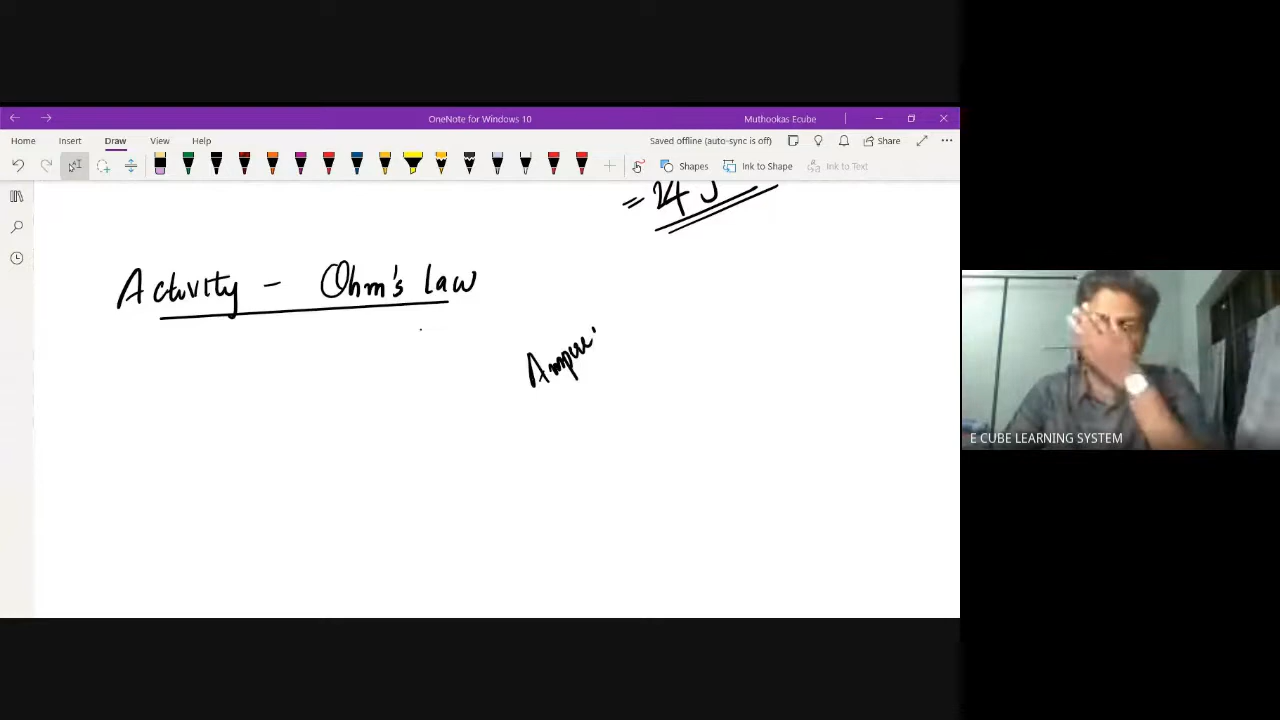 OneNote for Windows 10
Muthookas Ecube
Home Insert Draw View Help
Saved offline (auto-sync is off)
Share
Shapes
Ink to Shape
Ink to Text
= 24 J
Activity - Ohm's law
Ampere
E CUBE LEARNING SYSTEM